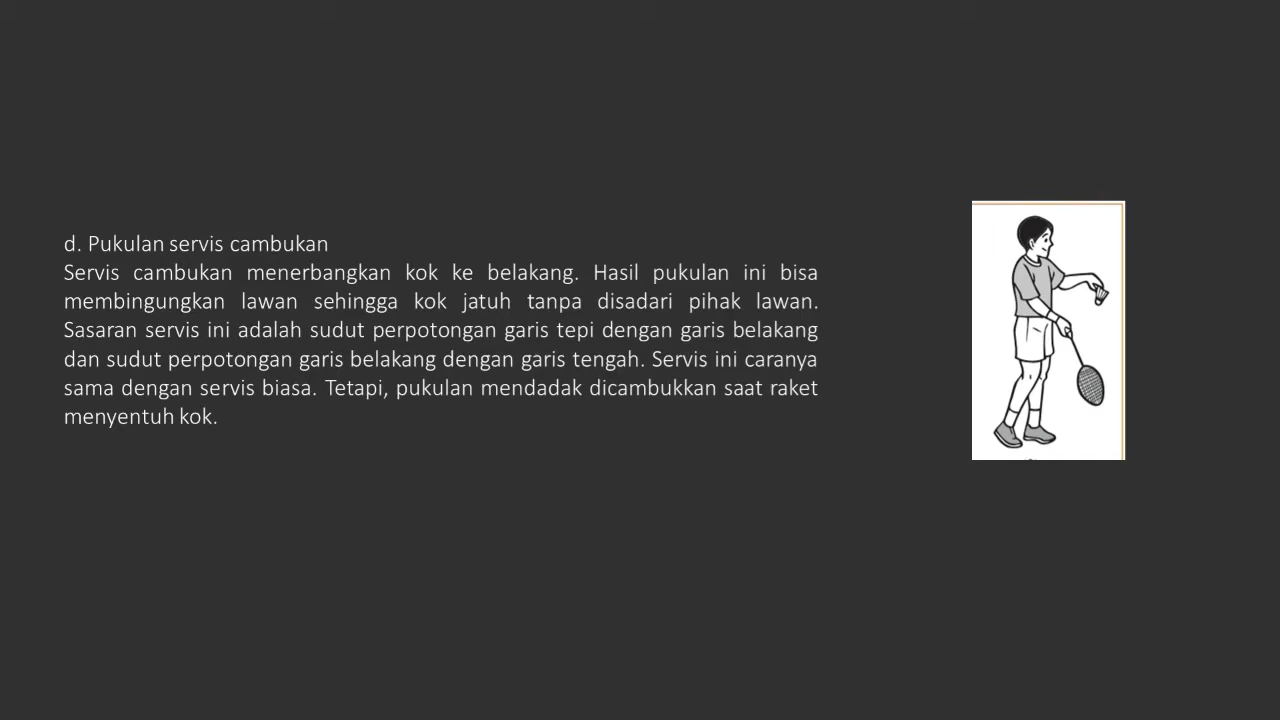 d. Pukulan servis cambukan
Servis cambukan menerbangkan kok ke belakang. Hasil pukulan ini bisa
membingungkan lawan sehingga kok jatuh tanpa disadari pihak lawan.
Sasaran servis ini adalah sudut perpotongan garis tepi dengan garis belakang
dan sudut perpotongan garis belakang dengan garis tengah. Servis ini caranya
sama dengan servis biasa. Tetapi, pukulan mendadak dicambukkan saat raket
menyentuh kok.